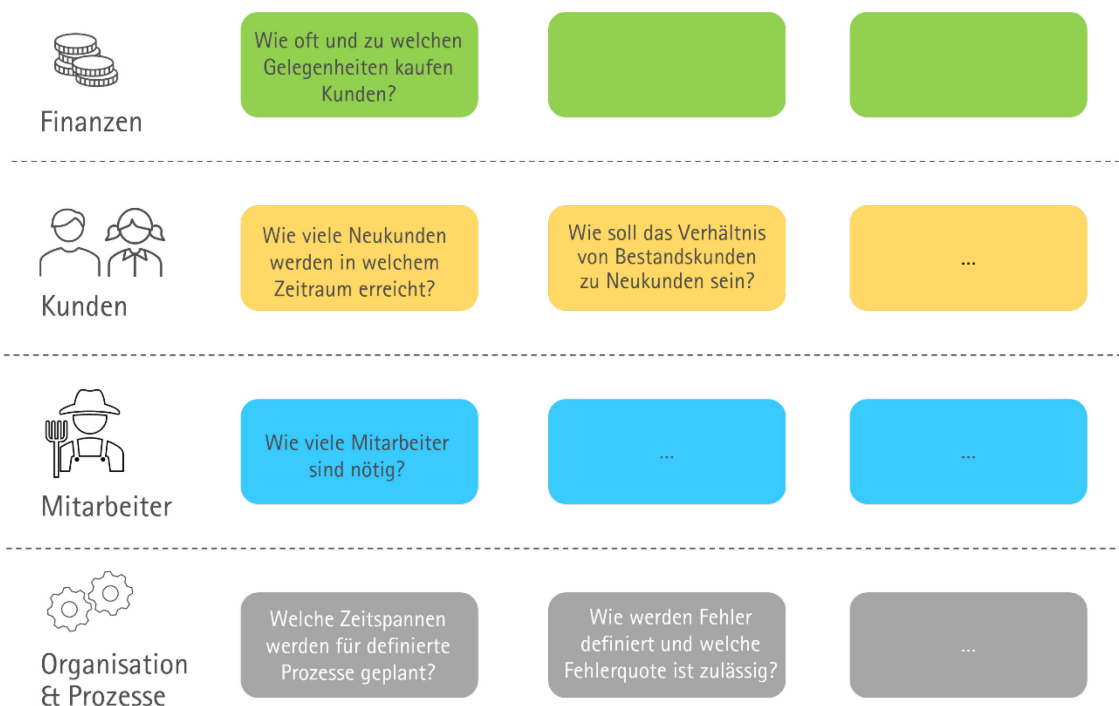 Finanzen
Wie oft und zu welchen
Gelegenheiten kaufen
Kunden?
Kunden
Wie viele Neukunden
werden in welchem
Zeitraum erreicht?
Wie soll das Verhältnis
von Bestandskunden
zu Neukunden sein?
...
Mitarbeiter
Wie viele Mitarbeiter
sind nötig?
...
...
Organisation
& Prozesse
Welche Zeitspannen
werden für definierte
Prozesse geplant?
Wie werden Fehler
definiert und welche
Fehlerquote ist zulässig?
...